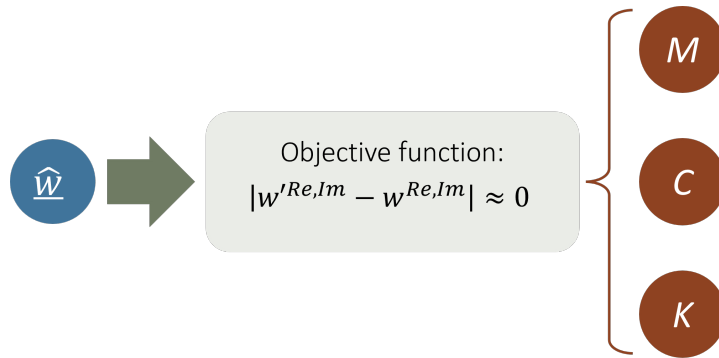 ŵ
Objective function:
|w'^{Re,Im} − w^{Re,Im}| ≈ 0
M
C
K